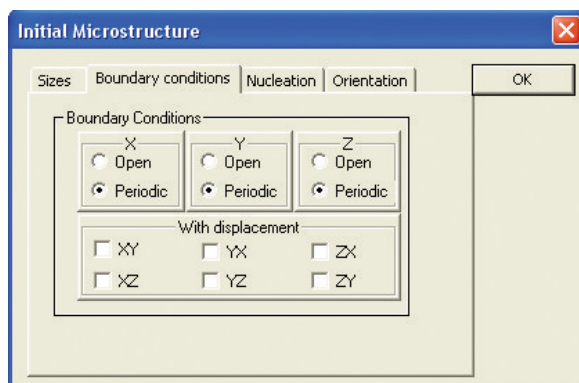 Initial Microstructure
Sizes Boundary conditions Nucleation Orientation OK
Boundary Conditions
X Y Z
Open Open Open
Periodic Periodic Periodic
With displacement
XY YX ZX
XZ YZ ZY